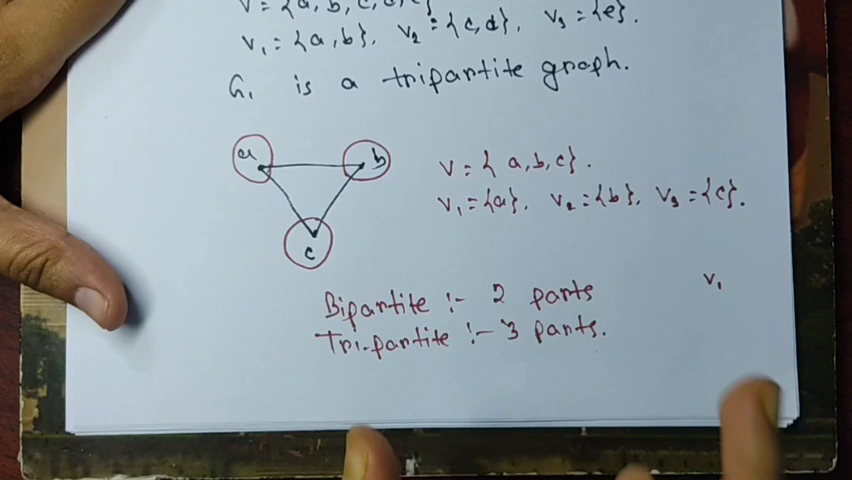 V = {a, b, c, d, e}
V₁ = {a, b}, V₂ = {c, d}, V₃ = {e}.
G₁ is a tripartite graph.
a b
V = { a, b, c }.
V₁ = {a}, V₂ = {b}, V₃ = {c}.
c
V₁
Bipartite :- 2 parts
Tri-partite :- 3 parts.